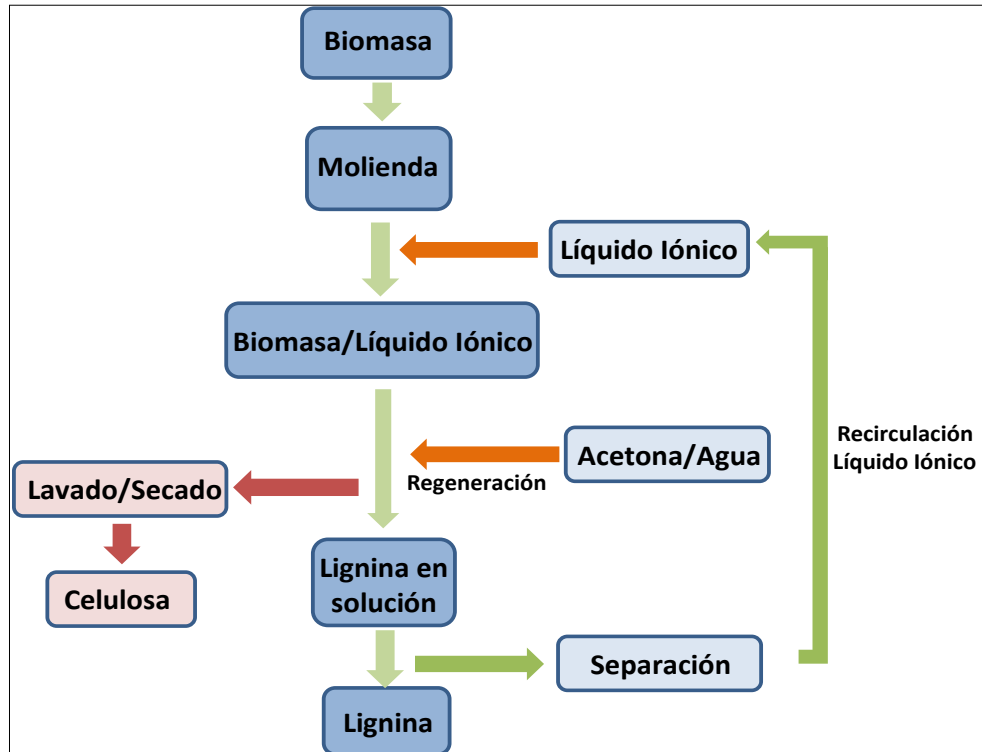 Biomasa
Molienda
Líquido Iónico
Biomasa/Líquido Iónico
Recirculación
Líquido Iónico
Acetona/Agua
Regeneración
Lavado/Secado
Celulosa
Lignina en
solución
Separación
Lignina